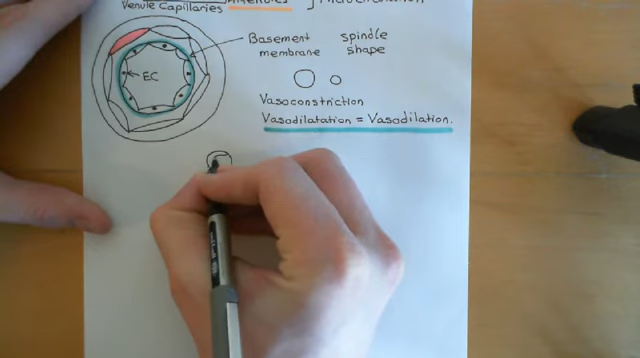 Venule Capillaries
Basement
membrane
spindle
shape
EC
Vasoconstriction
Vasodilatation = Vasodilation.